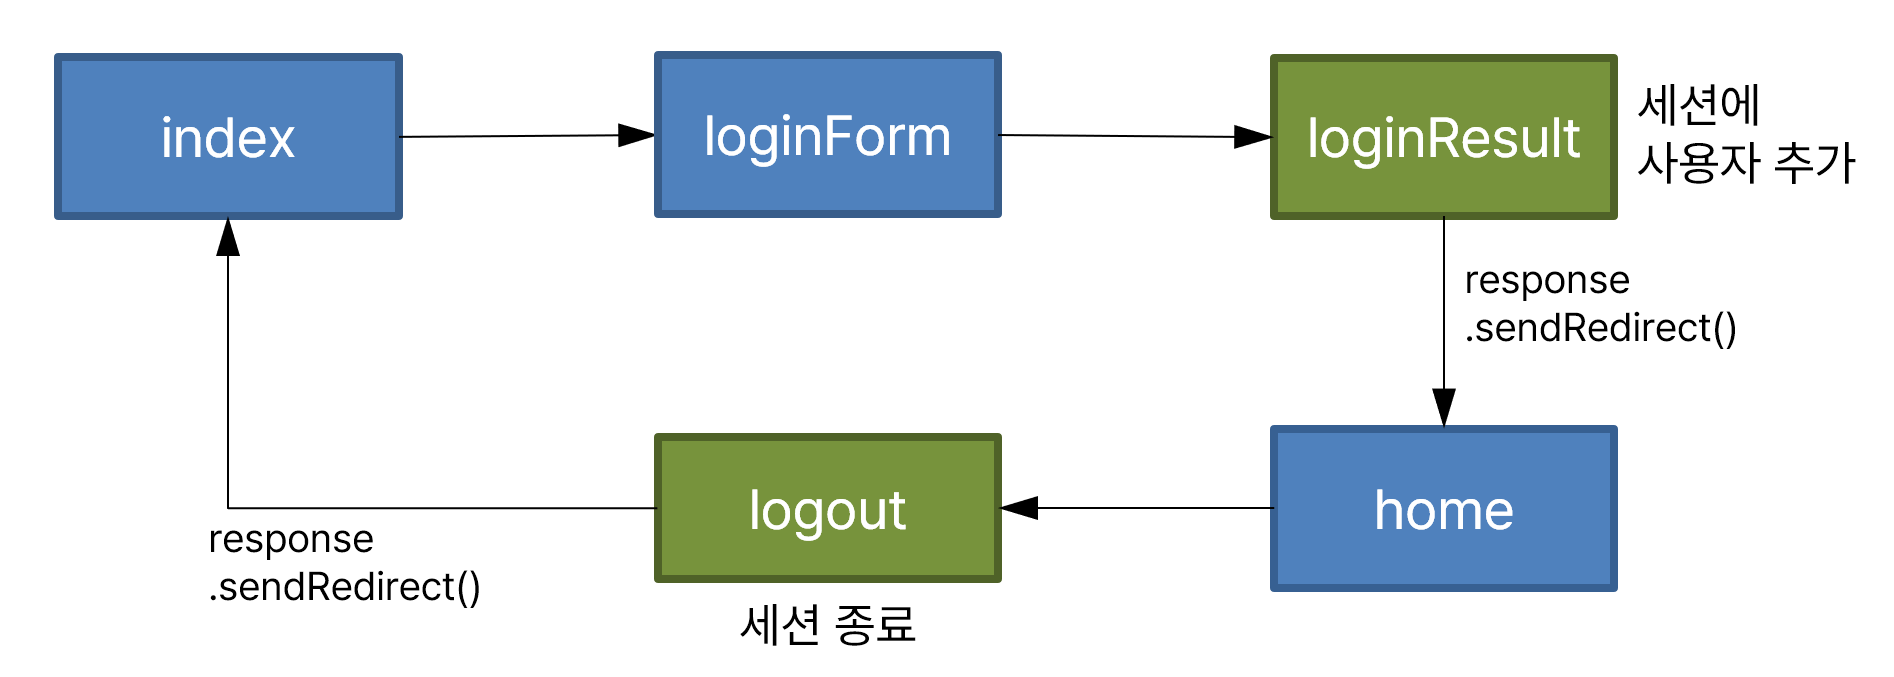 index
loginForm
loginResult
세션에
사용자 추가
response
.sendRedirect()
home
logout
세션 종료
response
.sendRedirect()